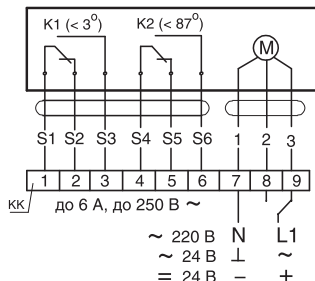 K1 (< 3°) K2 (< 87°)
M
S1 S2 S3 S4 S5 S6 1 2 3
1 2 3 4 5 6 7 8 9
КК до 6 А, до 250 В ~
~ 220 В N L1
~ 24 В ⊥ ~
= 24 В − +